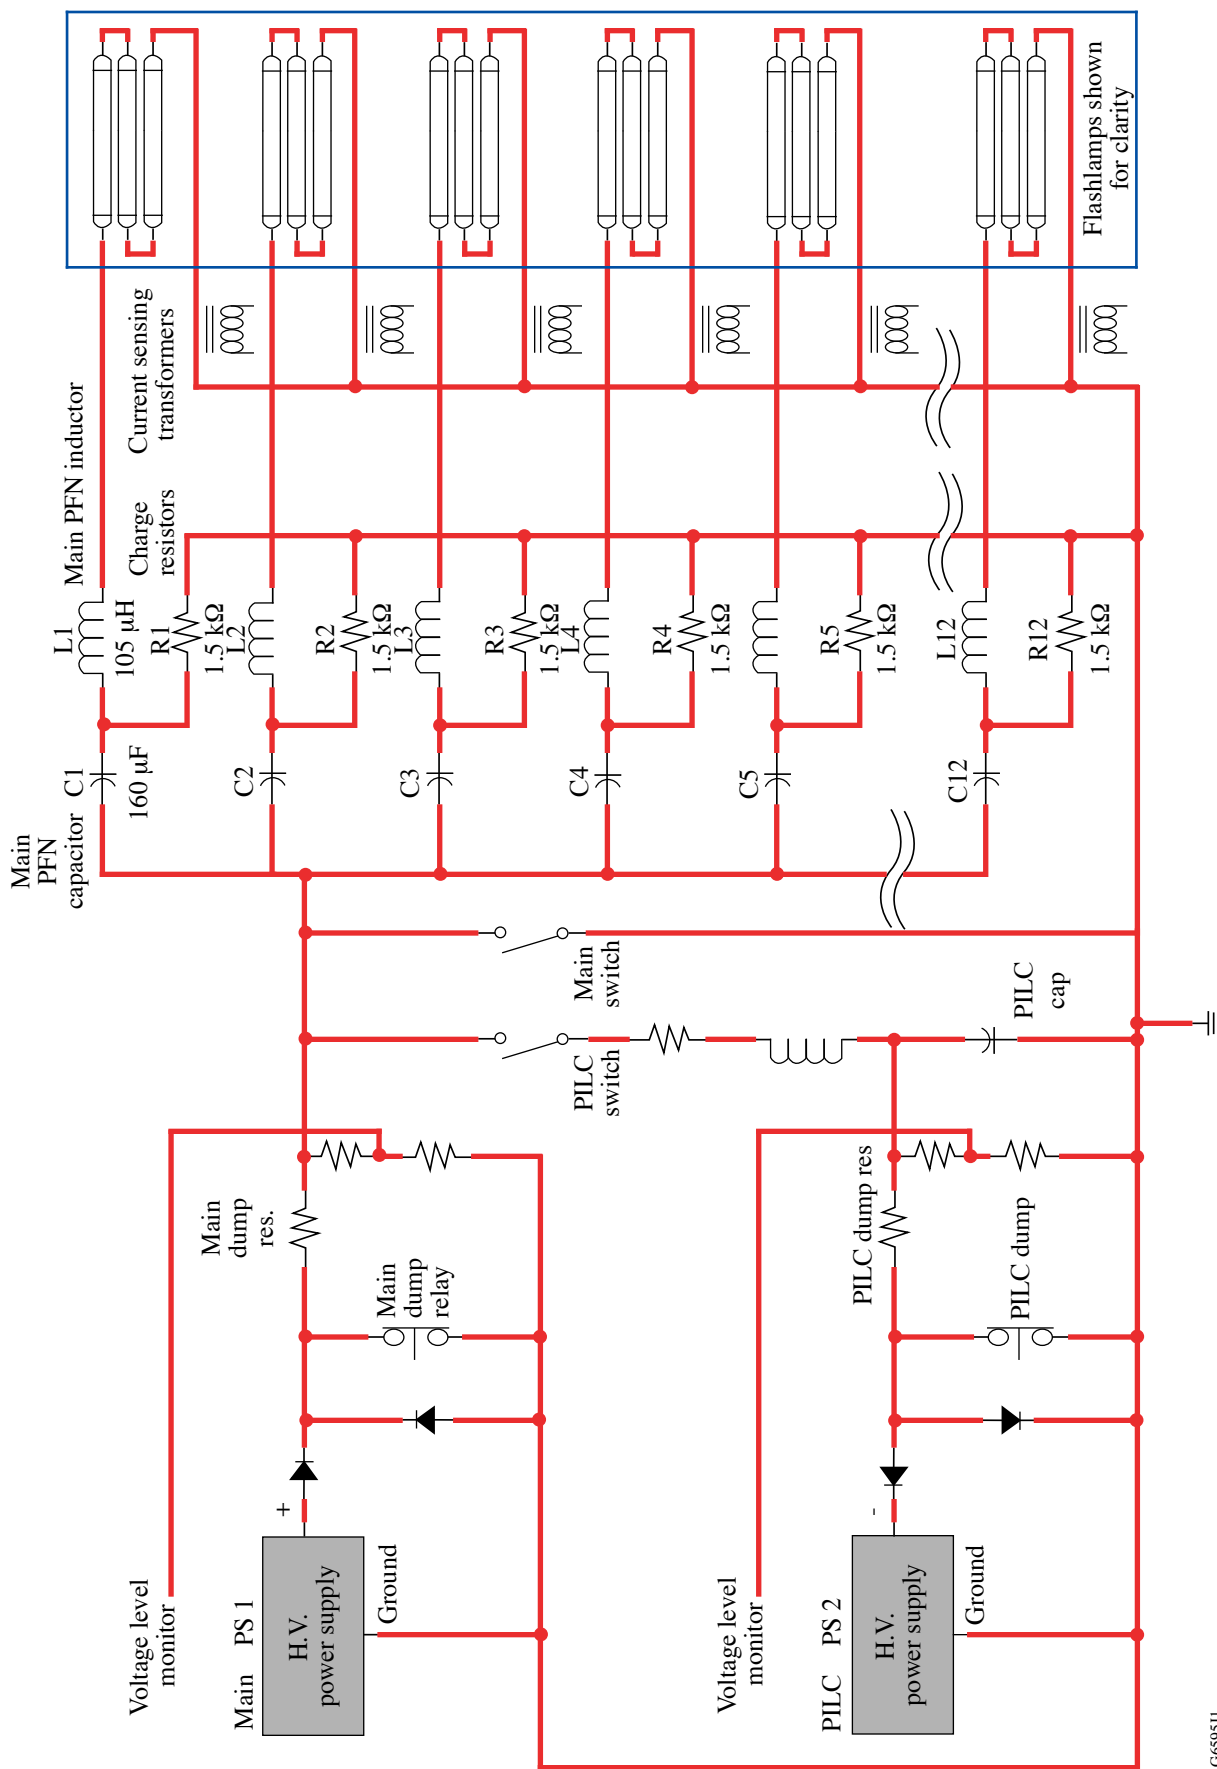 Flashlamps shown
for clarity
Current sensing
transformers
Main PFN inductor
Charge
resistors
L1
105 µH
R1
1.5 kΩ
L2
R2
1.5 kΩ
L3
R3
1.5 kΩ
L4
R4
1.5 kΩ
R5
1.5 kΩ
L12
R12
1.5 kΩ
Main
PFN
capacitor
C1
160 µF
C2
C3
C4
C5
C12
Main
switch
PILC
switch
PILC
cap
Main
dump
res.
Main
dump
relay
PILC dump res
PILC dump
+
-
Voltage level
monitor
Main PS 1
H.V.
power supply
Ground
Voltage level
monitor
PILC PS 2
H.V.
power supply
Ground
G6595J1